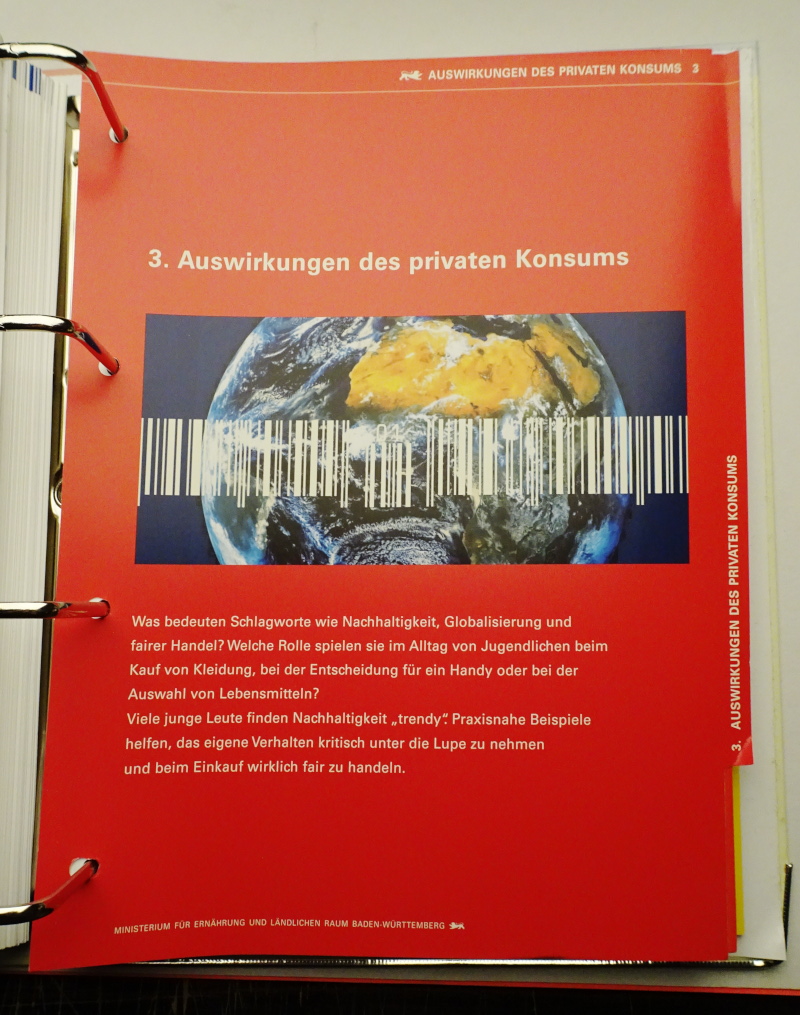 AUSWIRKUNGEN DES PRIVATEN KONSUMS 3
3. Auswirkungen des privaten Konsums
01
Was bedeuten Schlagworte wie Nachhaltigkeit, Globalisierung und
fairer Handel? Welche Rolle spielen sie im Alltag von Jugendlichen beim
Kauf von Kleidung, bei der Entscheidung für ein Handy oder bei der
Auswahl von Lebensmitteln?
Viele junge Leute finden Nachhaltigkeit „trendy“. Praxisnahe Beispiele
helfen, das eigene Verhalten kritisch unter die Lupe zu nehmen
und beim Einkauf wirklich fair zu handeln.
3. AUSWIRKUNGEN DES PRIVATEN KONSUMS
MINISTERIUM FÜR ERNÄHRUNG UND LÄNDLICHEN RAUM BADEN-WÜRTTEMBERG